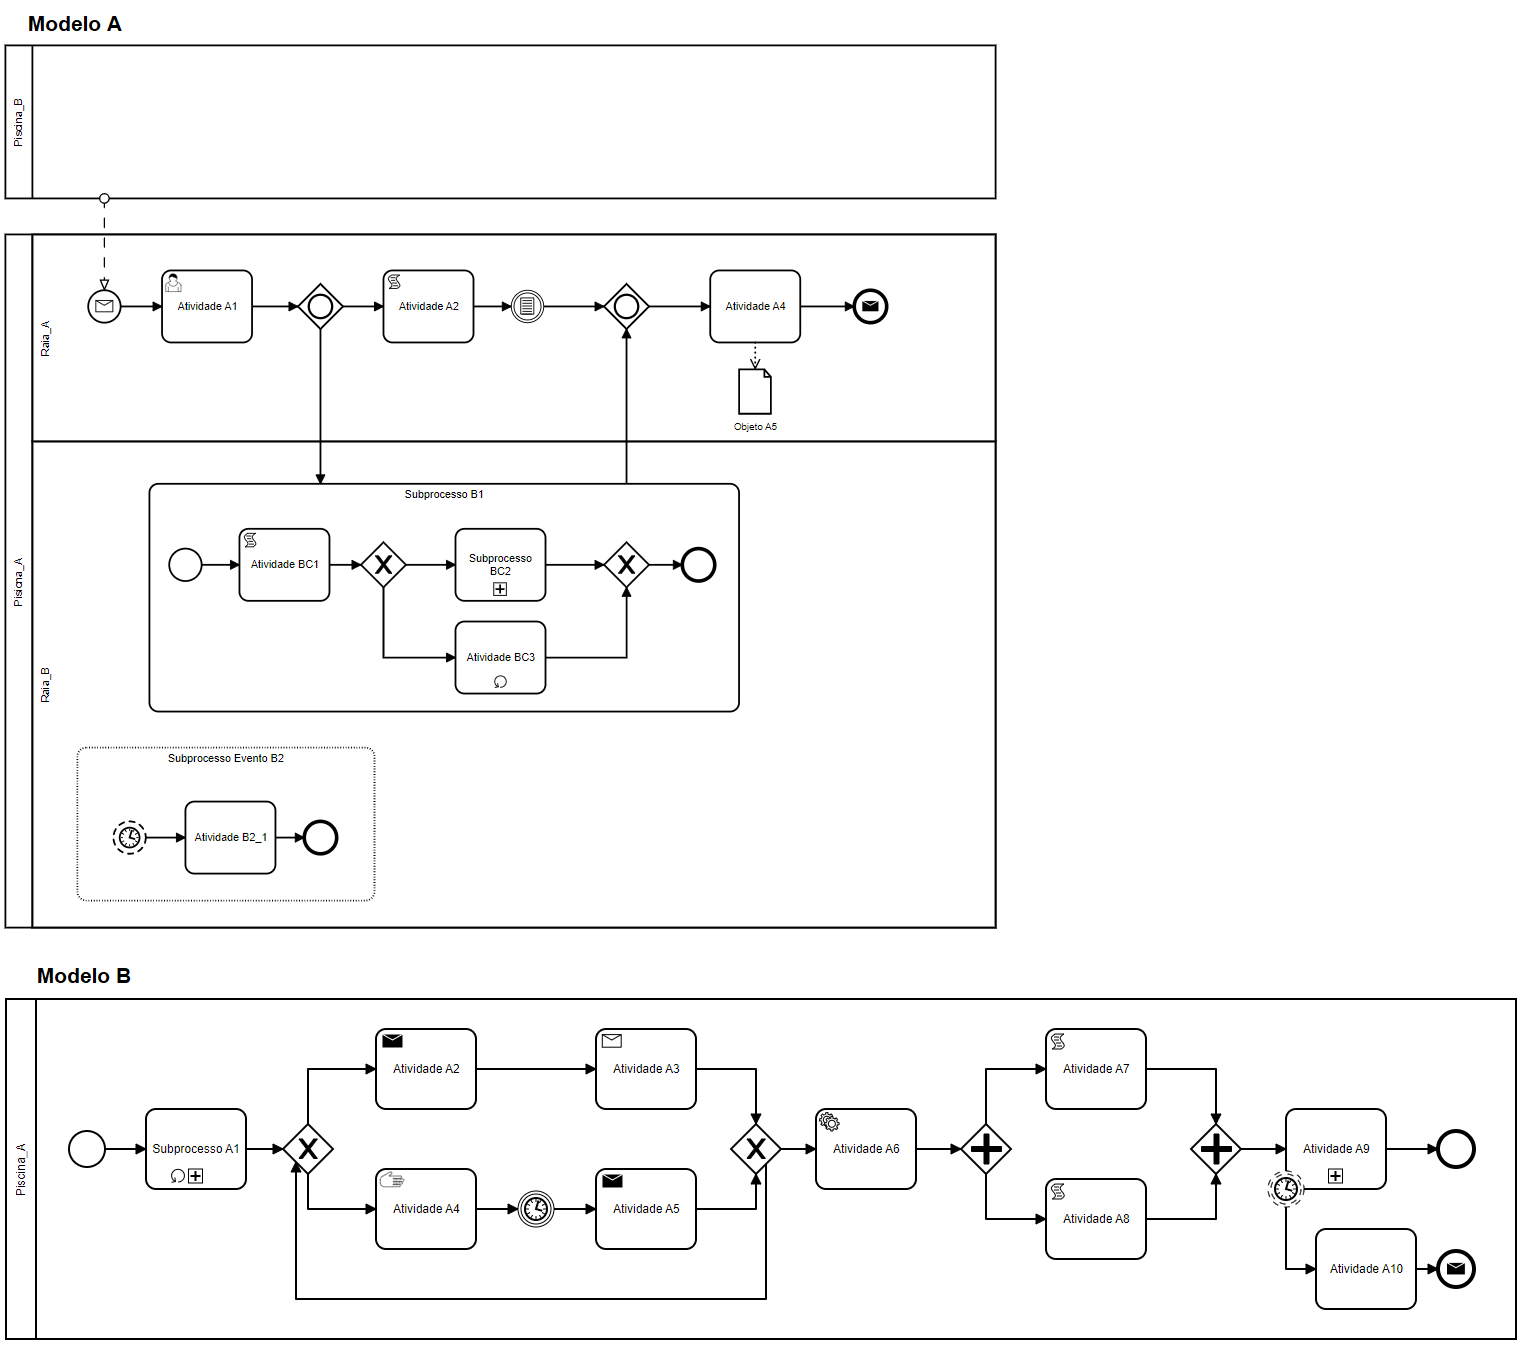 Modelo A
Piscina_B
Pisicna_A
Raia_A
Atividade A1
Atividade A2
Atividade A4
Objeto A5
Raia_B
Subprocesso B1
Atividade BC1
Subprocesso
BC2
Atividade BC3
Subprocesso Evento B2
Atividade B2_1
Modelo B
Piscina_A
Subprocesso A1
Atividade A2
Atividade A3
Atividade A4
Atividade A5
Atividade A6
Atividade A7
Atividade A8
Atividade A9
Atividade A10